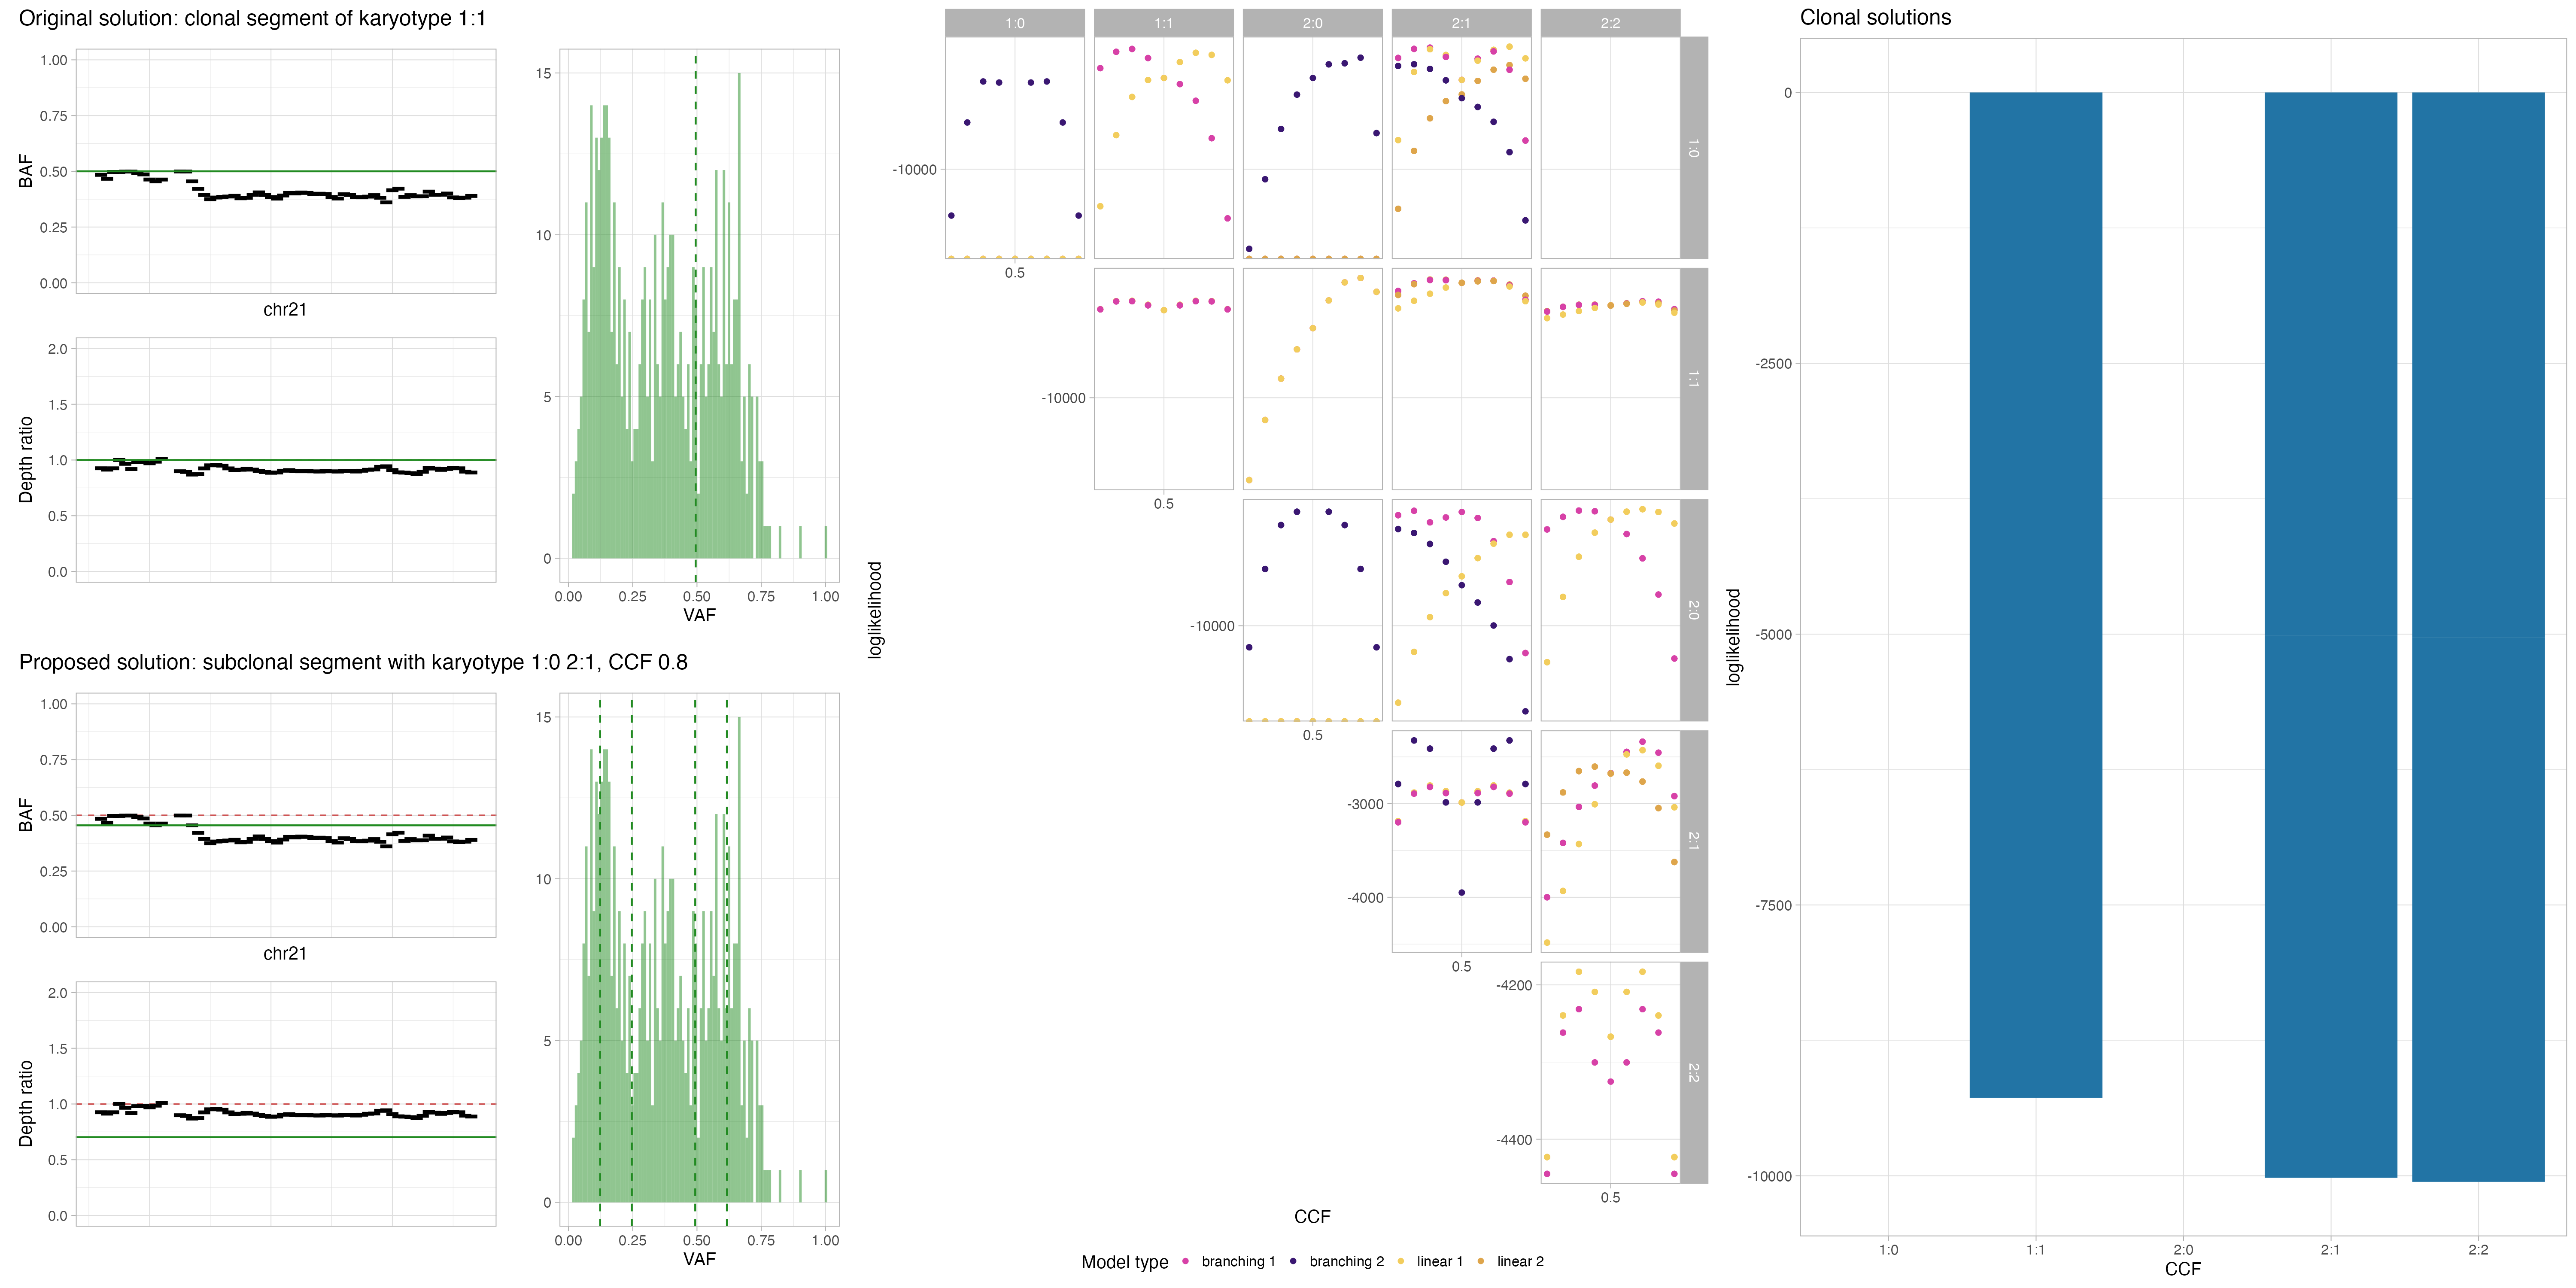 Original solution: clonal segment of karyotype 1:1
1.00
0.75
0.50
0.25
0.00
BAF
chr21
2.0
1.5
1.0
0.5
0.0
Depth ratio
15
10
5
0
0.00 0.25 0.50 0.75 1.00
VAF
Proposed solution: subclonal segment with karyotype 1:0 2:1, CCF 0.8
1.00
0.75
0.50
0.25
0.00
BAF
chr21
2.0
1.5
1.0
0.5
0.0
Depth ratio
15
10
5
0
0.00 0.25 0.50 0.75 1.00
VAF
1:0 1:1 2:0 2:1 2:2
-10000
1:0
0.5
-10000
1:1
0.5
loglikelihood
-10000
2:0
0.5
-3000
-4000
2:1
0.5
-4200
-4400
2:2
0.5
CCF
Model type branching 1 branching 2 linear 1 linear 2
Clonal solutions
0
-2500
-5000
-7500
-10000
loglikelihood
1:0 1:1 2:0 2:1 2:2
CCF